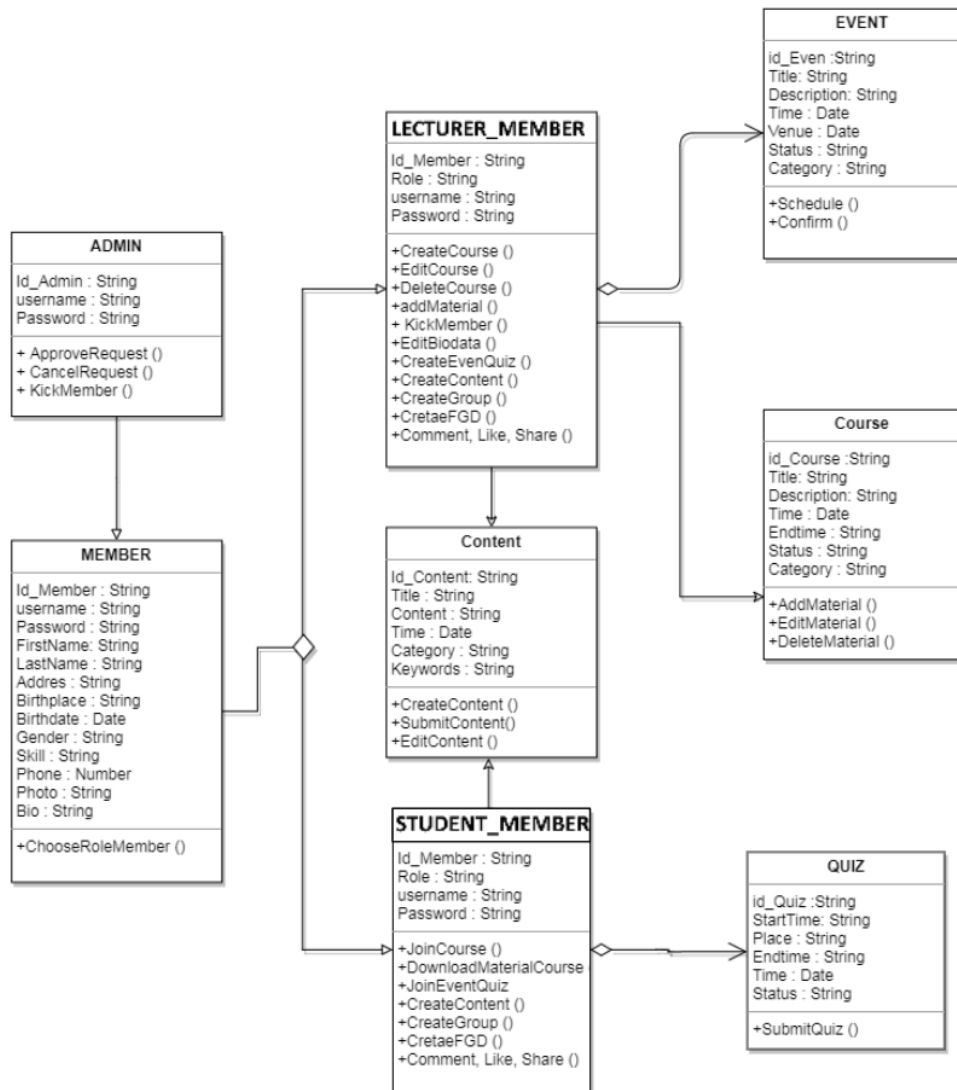 EVENT
id_Even :String
Title: String
Description: String
Time : Date
Venue : Date
Status : String
Category : String
+Schedule ()
+Confirm ()
LECTURER_MEMBER
Id_Member : String
Role : String
username : String
Password : String
+CreateCourse ()
+EditCourse ()
+DeleteCourse ()
+addMaterial ()
+ KickMember ()
+EditBiodata ()
+CreateEvenQuiz ()
+CreateContent ()
+CreateGroup ()
+CretaeFGD ()
+Comment, Like, Share ()
ADMIN
Id_Admin : String
username : String
Password : String
+ ApproveRequest ()
+ CancelRequest ()
+ KickMember ()
Course
id_Course :String
Title: String
Description: String
Time : Date
Endtime : String
Status : String
Category : String
+AddMaterial ()
+EditMaterial ()
+DeleteMaterial ()
MEMBER
Id_Member : String
username : String
Password : String
FirstName: String
LastName : String
Addres : String
Birthplace : String
Birthdate : Date
Gender : String
Skill : String
Phone : Number
Photo : String
Bio : String
+ChooseRoleMember ()
Content
Id_Content: String
Title : String
Content : String
Time : Date
Category : String
Keywords : String
+CreateContent ()
+SubmitContent()
+EditContent ()
STUDENT_MEMBER
Id_Member : String
Role : String
username : String
Password : String
+JoinCourse ()
+DownloadMaterialCourse (
+JoinEventQuiz
+CreateContent ()
+CreateGroup ()
+CretaeFGD ()
+Comment, Like, Share ()
QUIZ
id_Quiz :String
StartTime: String
Place : String
Endtime : String
Time : Date
Status : String
+SubmitQuiz ()